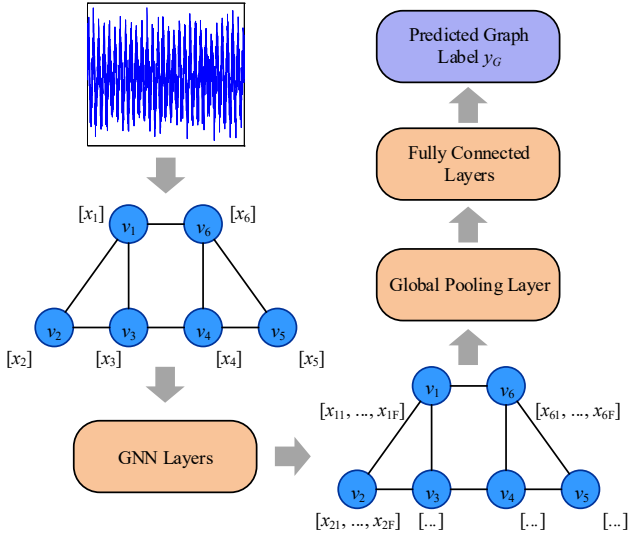 [x1] v1 v6 [x6]
v2 v3 v4 v5
[x2] [x3] [x4] [x5]
GNN Layers
Predicted Graph
Label yG
Fully Connected
Layers
Global Pooling Layer
v1 v6
[x11, ..., x1F] [x61, ..., x6F]
v2 v3 v4 v5
[x21, ..., x2F] [...] [...] [...]